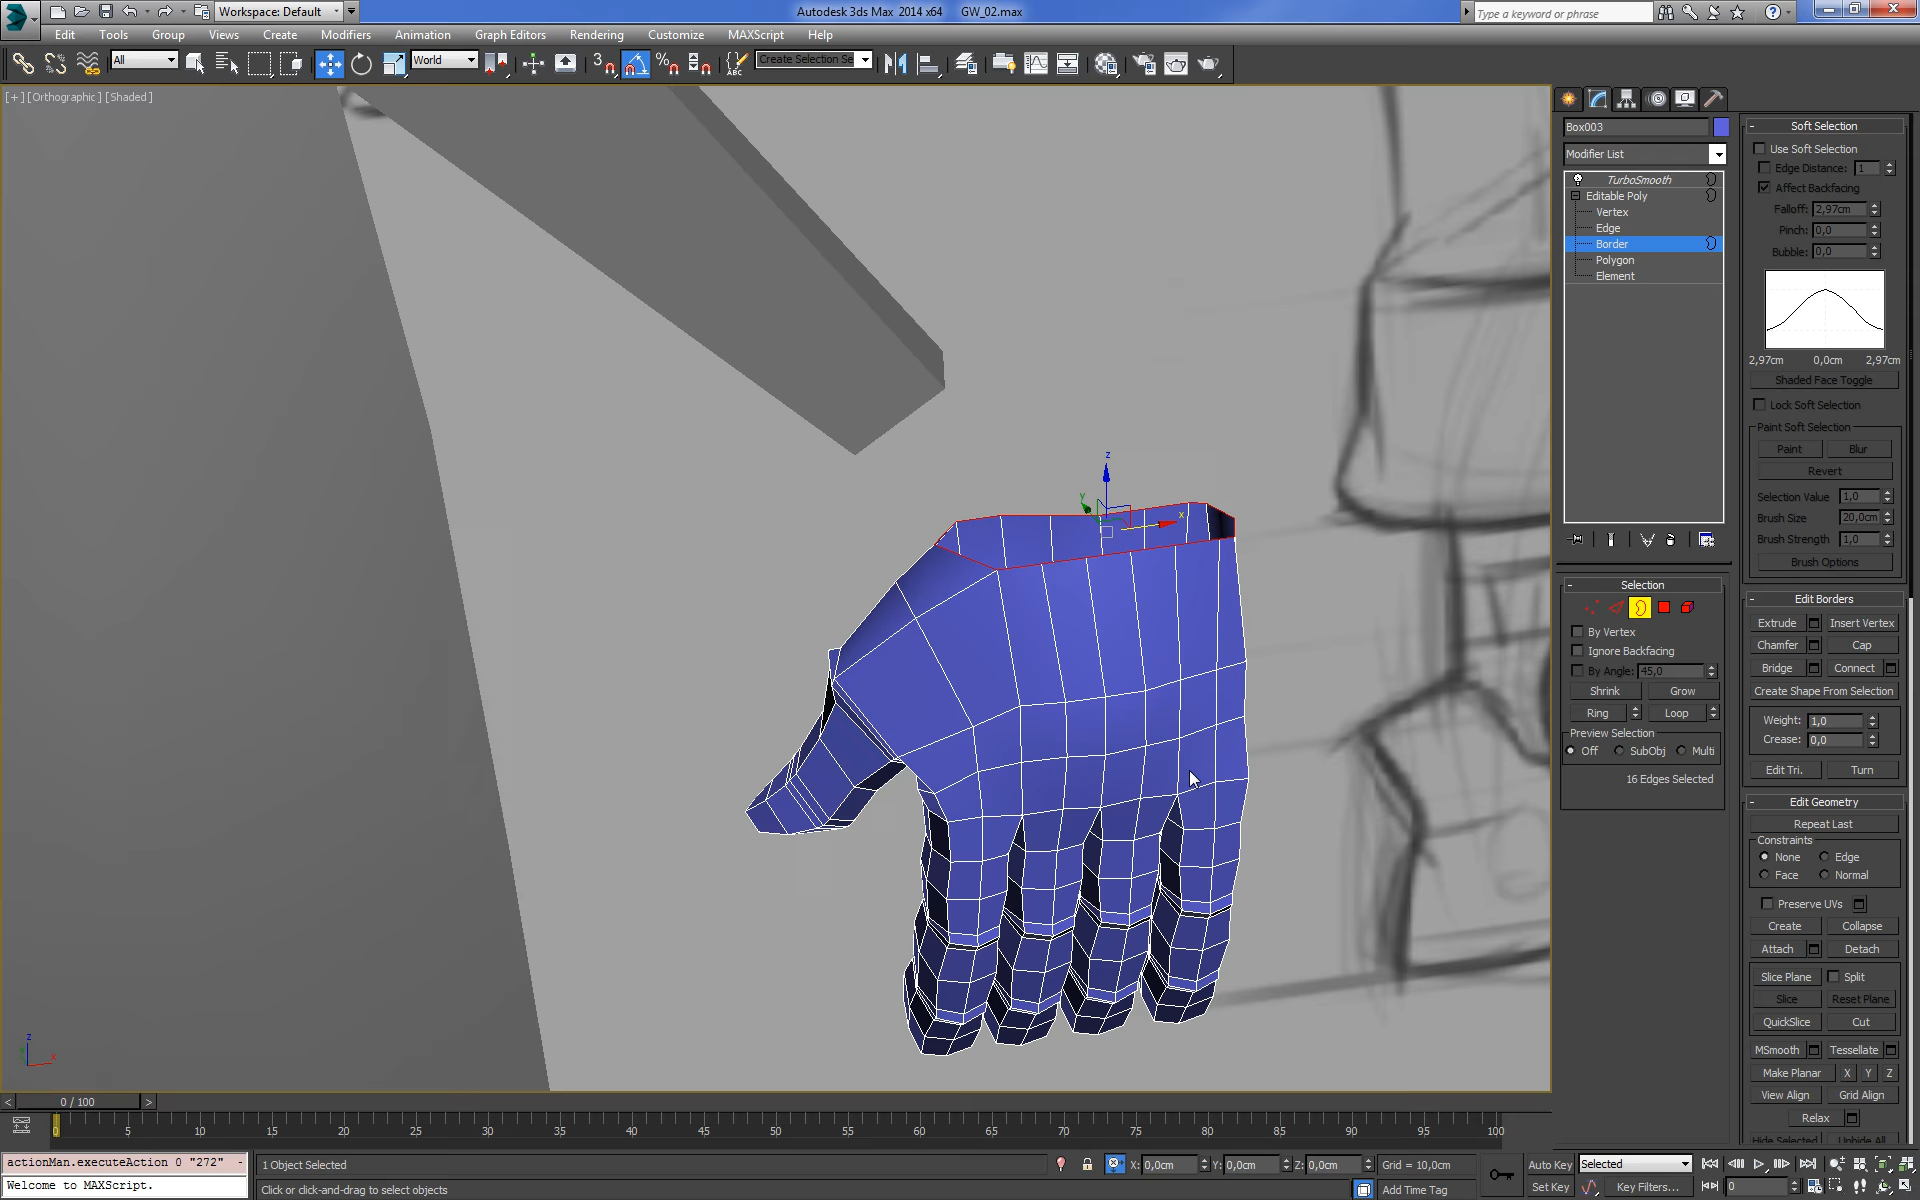 Workspace: Default
Autodesk 3ds Max 2014 x64 GW_02.max
Type a keyword or phrase
Edit Tools Group Views Create Modifiers Animation Graph Editors Rendering Customize MAXScript Help
All
World
3
%
ABC
Create Selection Se
[+] [Orthographic] [Shaded]
z
y
x
z
x
0 / 100
0 5 10 15 20 25 30 35 40 45 50 55 60 65 70 75 80 85 90 95 100
actionMan.executeAction 0 "272" -
Welcome to MAXScript.
1 Object Selected
Click or click-and-drag to select objects
X: 0,0cm Y: 0,0cm Z: 0,0cm
Grid = 10,0cm
Add Time Tag
Auto Key
Selected
Set Key
Key Filters...
0
Box003
Modifier List
TurboSmooth
Editable Poly
Vertex
Edge
Border
Polygon
Element
- Selection
By Vertex
Ignore Backfacing
By Angle: 45,0
Shrink Grow
Ring Loop
Preview Selection
Off SubObj Multi
16 Edges Selected
- Soft Selection
Use Soft Selection
Edge Distance: 1
Affect Backfacing
Falloff: 2,97cm
Pinch: 0,0
Bubble: 0,0
2,97cm 0,0cm 2,97cm
Shaded Face Toggle
Lock Soft Selection
Paint Soft Selection
Paint Blur
Revert
Selection Value 1,0
Brush Size 20,0cm
Brush Strength 1,0
Brush Options
- Edit Borders
Extrude Insert Vertex
Chamfer Cap
Bridge Connect
Create Shape From Selection
Weight: 1,0
Crease: 0,0
Edit Tri. Turn
- Edit Geometry
Repeat Last
Constraints
None Edge
Face Normal
Preserve UVs
Create Collapse
Attach Detach
Slice Plane Split
Slice Reset Plane
QuickSlice Cut
MSmooth Tessellate
Make Planar X Y Z
View Align Grid Align
Relax
Hide Selected Unhide All